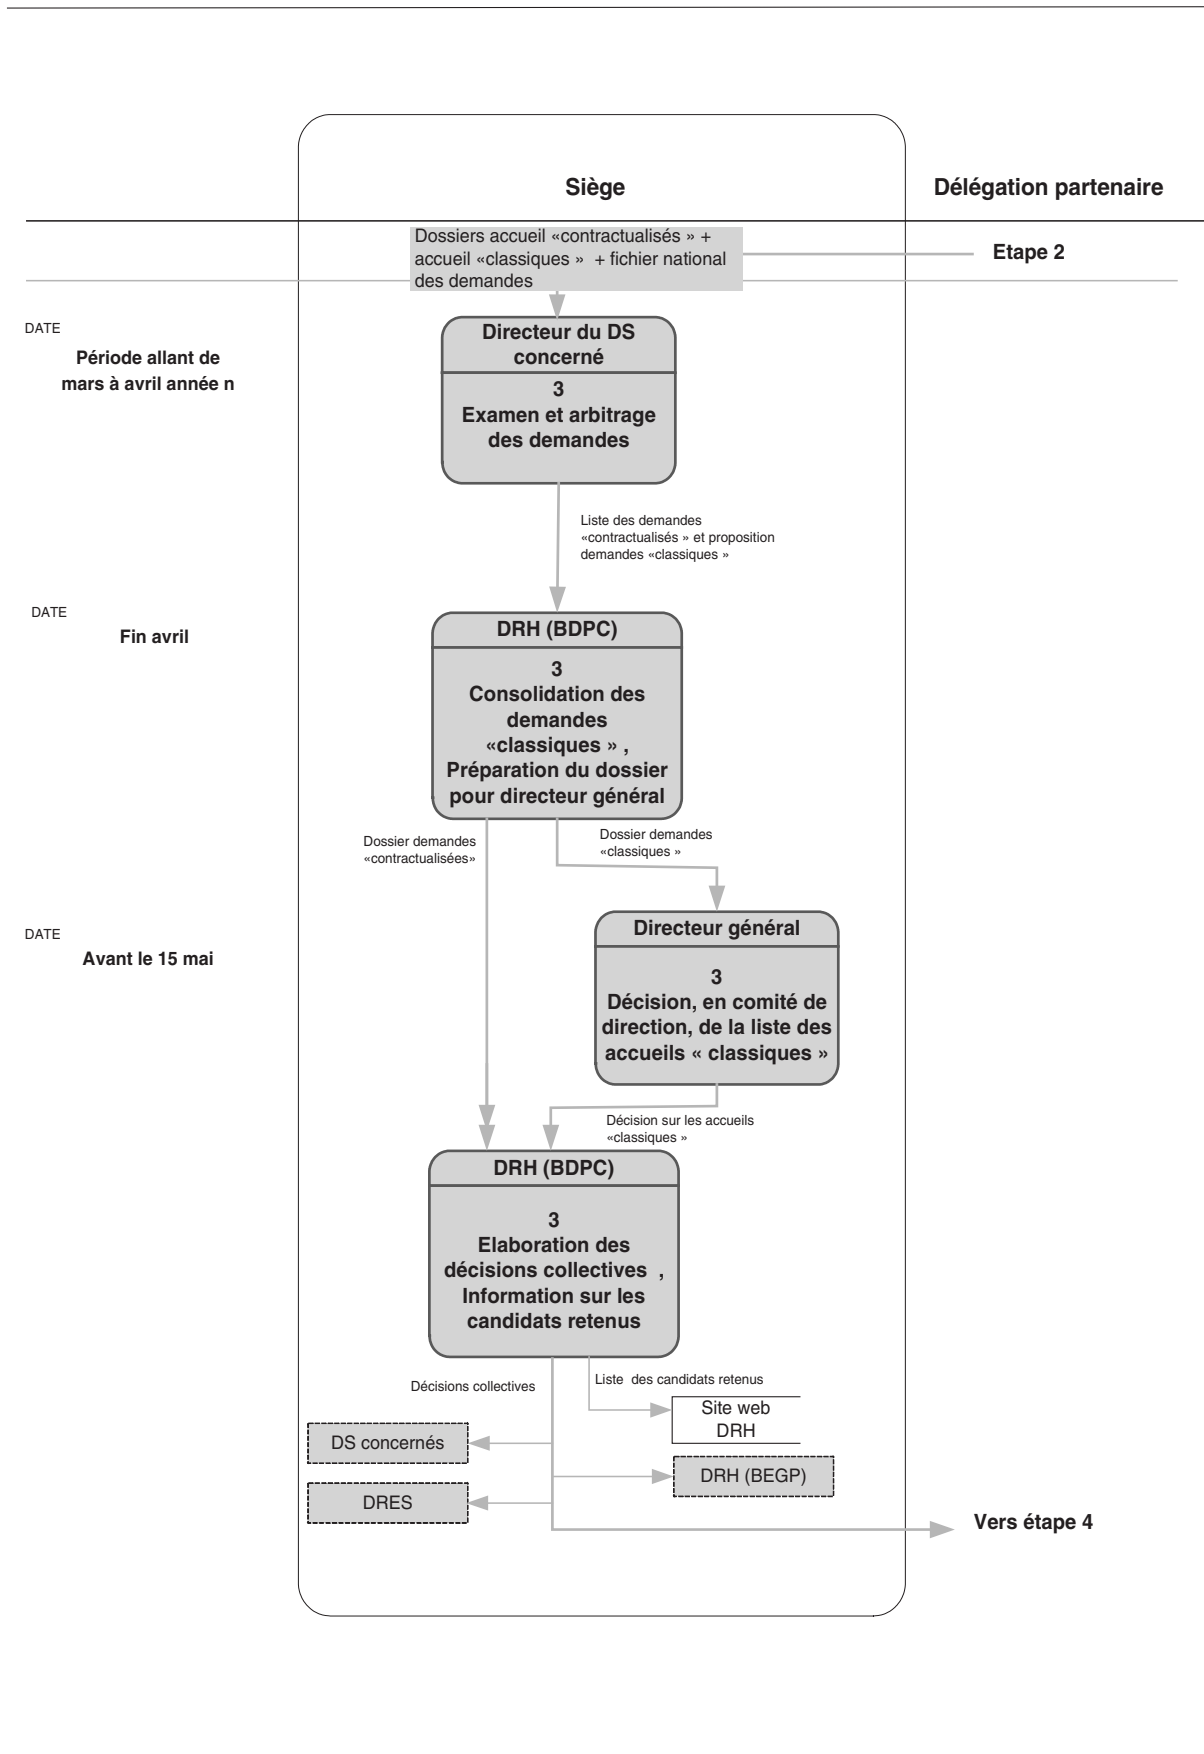 Siège
Délégation partenaire
Dossiers accueil «contractualisés » +
accueil «classiques »  + fichier national
des demandes
Etape 2
DATE
Période allant de
mars à avril année n
Directeur du DS
concerné
3
Examen et arbitrage
des demandes
Liste des demandes
«contractualisés » et proposition
demandes «classiques »
DATE
Fin avril
DRH (BDPC)
3
Consolidation des
demandes
«classiques » ,
Préparation du dossier
pour directeur général
Dossier demandes
«contractualisées»
Dossier demandes
«classiques »
DATE
Avant le 15 mai
Directeur général
3
Décision, en comité de
direction, de la liste des
accueils « classiques »
Décision sur les accueils
«classiques »
DRH (BDPC)
3
Elaboration des
décisions collectives  ,
Information sur les
candidats retenus
Décisions collectives
Liste  des candidats retenus
Site web
DRH
DS concernés
DRH (BEGP)
DRES
Vers étape 4